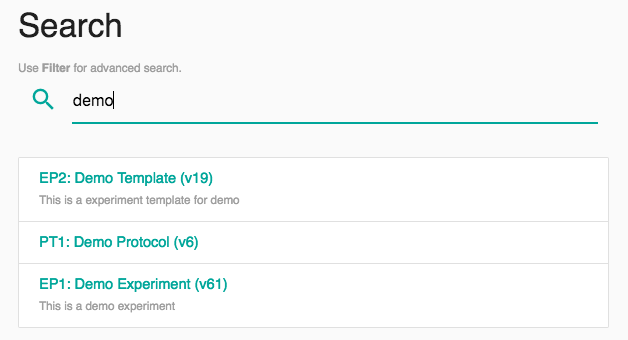 Search
Use Filter for advanced search.
demo
EP2: Demo Template (v19)
This is a experiment template for demo
PT1: Demo Protocol (v6)
EP1: Demo Experiment (v61)
This is a demo experiment